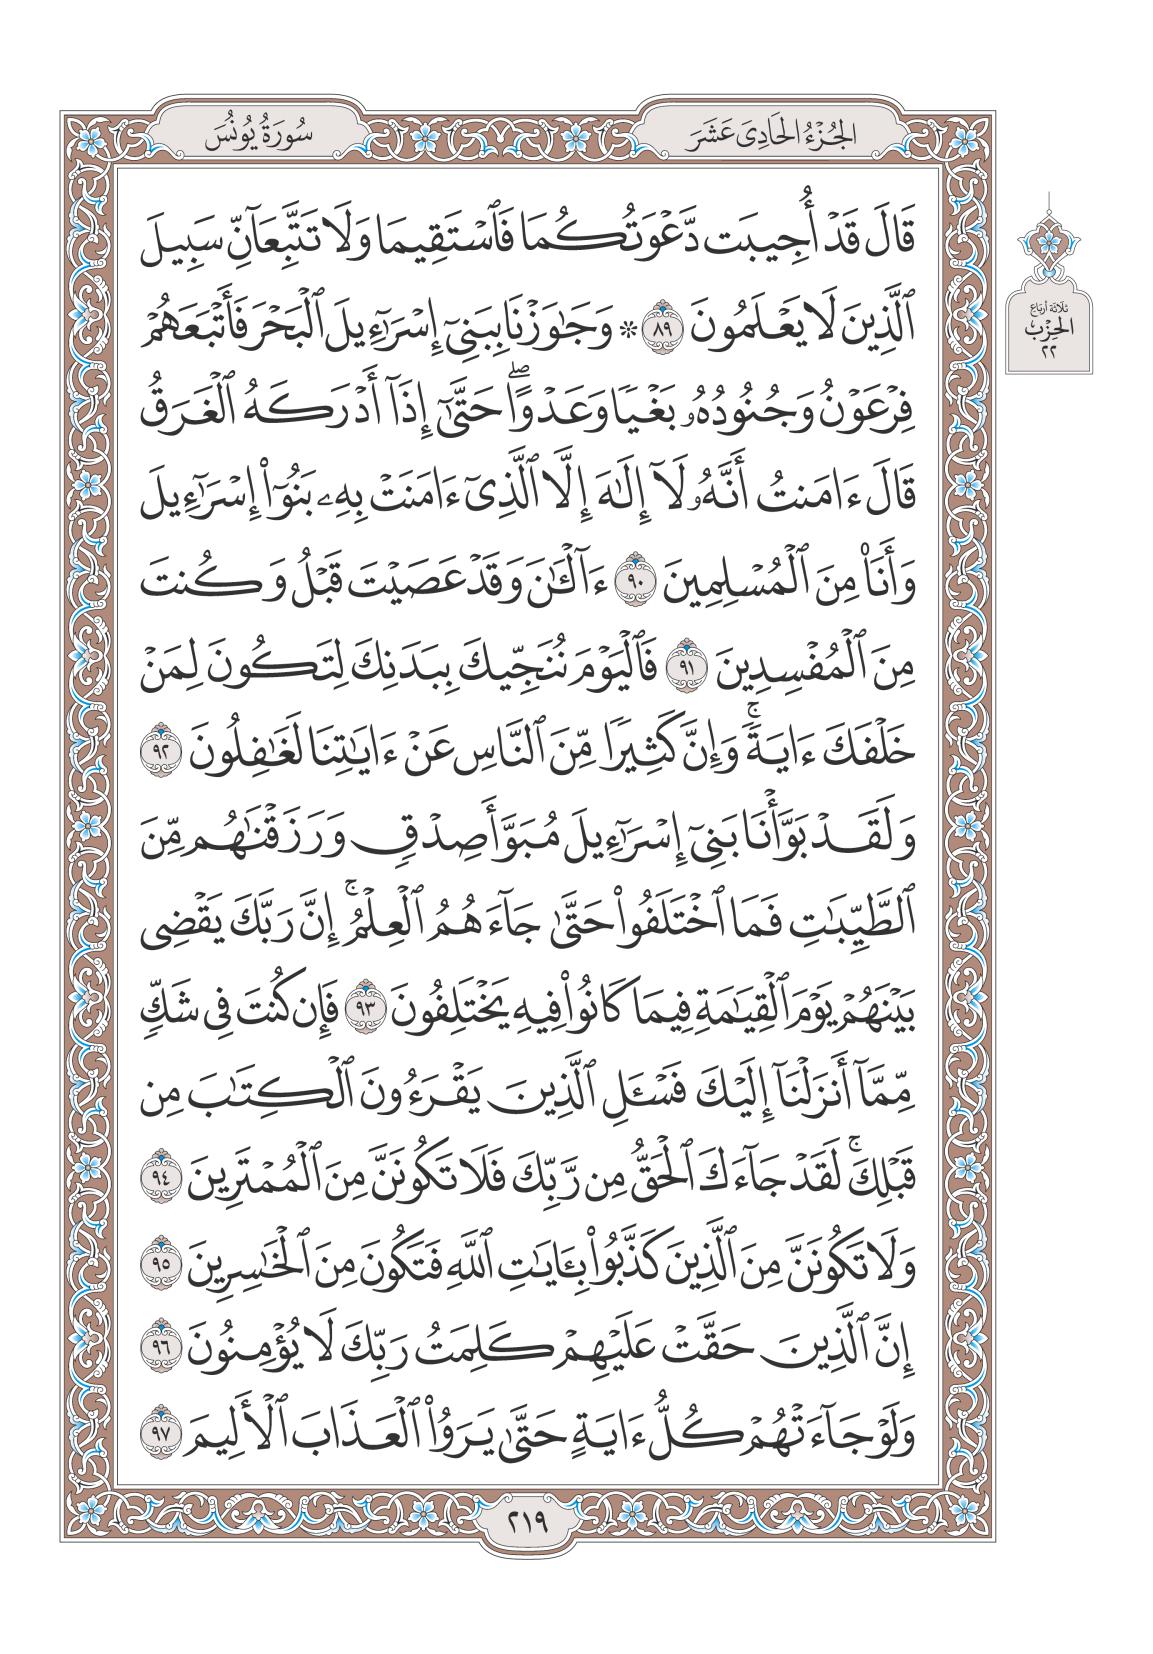 الجُزْءُ الحَادِيَ عَشَرَ
سُورَةُ يُونُسَ
قَالَ قَدْ أُجِيبَت دَّعْوَتُكُمَا فَٱسْتَقِيمَا وَلَا تَتَّبِعَآنِّ سَبِيلَ
ٱلَّذِينَ لَا يَعْلَمُونَ ٨٩ ۞ وَجَٰوَزْنَا بِبَنِيٓ إِسْرَٰٓءِيلَ ٱلْبَحْرَ فَأَتْبَعَهُمْ
فِرْعَوْنُ وَجُنُودُهُۥ بَغْيًا وَعَدْوًاۖ حَتَّىٰٓ إِذَآ أَدْرَكَهُ ٱلْغَرَقُ
قَالَ ءَامَنتُ أَنَّهُۥ لَآ إِلَٰهَ إِلَّا ٱلَّذِيٓ ءَامَنَتْ بِهِۦ بَنُوٓاْ إِسْرَٰٓءِيلَ
وَأَنَا۠ مِنَ ٱلْمُسْلِمِينَ ٩٠ ءَآلْـَٰٔنَ وَقَدْ عَصَيْتَ قَبْلُ وَكُنتَ
مِنَ ٱلْمُفْسِدِينَ ٩١ فَٱلْيَوْمَ نُنَجِّيكَ بِبَدَنِكَ لِتَكُونَ لِمَنْ
خَلْفَكَ ءَايَةًۚ وَإِنَّ كَثِيرًا مِّنَ ٱلنَّاسِ عَنْ ءَايَٰتِنَا لَغَٰفِلُونَ ٩٢
وَلَقَدْ بَوَّأْنَا بَنِيٓ إِسْرَٰٓءِيلَ مُبَوَّأَ صِدْقٍ وَرَزَقْنَٰهُم مِّنَ
ٱلطَّيِّبَٰتِ فَمَا ٱخْتَلَفُواْ حَتَّىٰ جَآءَهُمُ ٱلْعِلْمُۚ إِنَّ رَبَّكَ يَقْضِي
بَيْنَهُمْ يَوْمَ ٱلْقِيَٰمَةِ فِيمَا كَانُواْ فِيهِ يَخْتَلِفُونَ ٩٣ فَإِن كُنتَ فِي شَكٍّ
مِّمَّآ أَنزَلْنَآ إِلَيْكَ فَسْـَٔلِ ٱلَّذِينَ يَقْرَءُونَ ٱلْكِتَٰبَ مِن
قَبْلِكَۚ لَقَدْ جَآءَكَ ٱلْحَقُّ مِن رَّبِّكَ فَلَا تَكُونَنَّ مِنَ ٱلْمُمْتَرِينَ ٩٤
وَلَا تَكُونَنَّ مِنَ ٱلَّذِينَ كَذَّبُواْ بِـَٔايَٰتِ ٱللَّهِ فَتَكُونَ مِنَ ٱلْخَٰسِرِينَ ٩٥
إِنَّ ٱلَّذِينَ حَقَّتْ عَلَيْهِمْ كَلِمَتُ رَبِّكَ لَا يُؤْمِنُونَ ٩٦
وَلَوْ جَآءَتْهُمْ كُلُّ ءَايَةٍ حَتَّىٰ يَرَوُاْ ٱلْعَذَابَ ٱلْأَلِيمَ ٩٧
٢١٩
ثلاثة أرباع
الحِزْب
٢٢